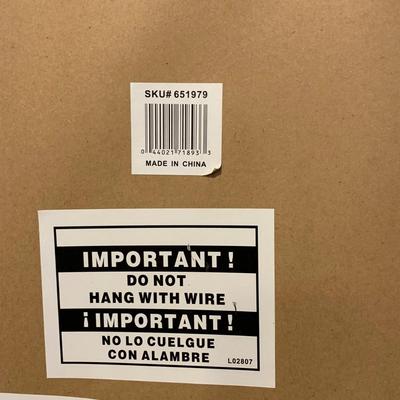 SKU# 651979
0 44021 71893 3
MADE IN CHINA
IMPORTANT !
DO NOT
HANG WITH WIRE
¡ IMPORTANT !
NO LO CUELGUE
CON ALAMBRE
L02807